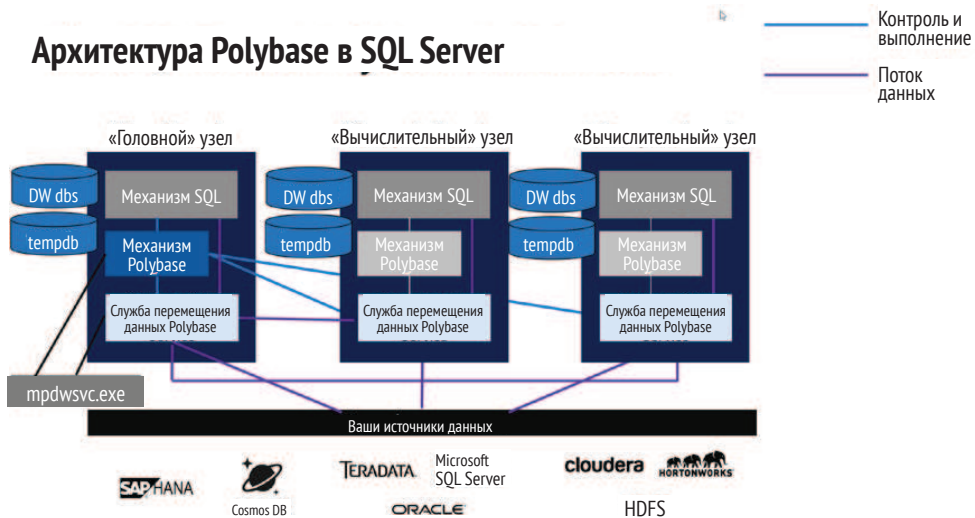 Архитектура Polybase в SQL Server
Контроль и
выполнение
Поток
данных
«Головной» узел
«Вычислительный» узел
«Вычислительный» узел
DW dbs
Механизм SQL
tempdb
Механизм
Polybase
Служба перемещения
данных Polybase
DW dbs
Механизм SQL
tempdb
Механизм
Polybase
Служба перемещения
данных Polybase
DW dbs
Механизм SQL
tempdb
Механизм
Polybase
Служба перемещения
данных Polybase
mpdwsvc.exe
Ваши источники данных
SAP HANA
Cosmos DB
TERADATA
Microsoft
SQL Server
ORACLE
cloudera
HORTONWORKS
HDFS